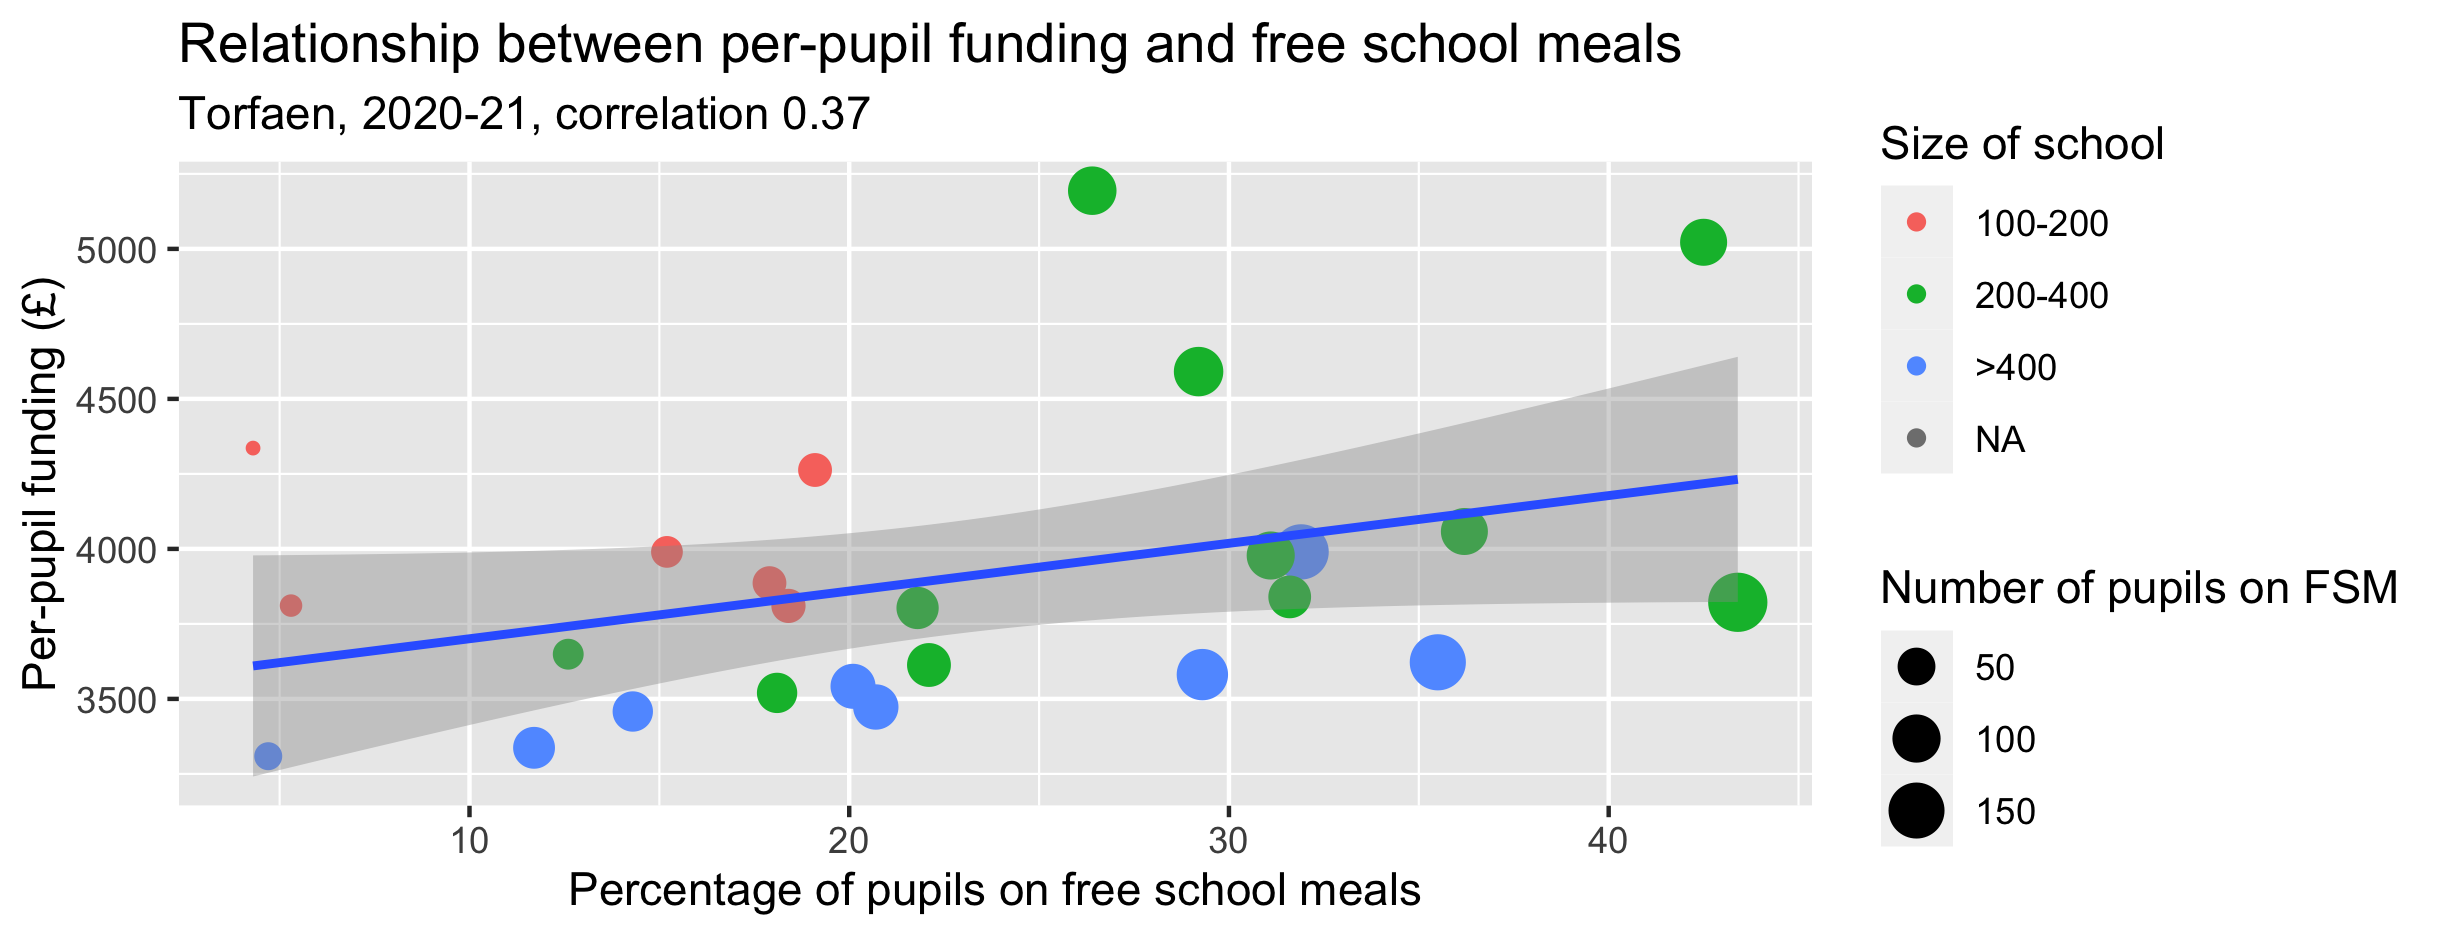 Relationship between per-pupil funding and free school meals
Torfaen, 2020-21, correlation 0.37
Per-pupil funding (£)
5000
4500
4000
3500
10 20 30 40
Percentage of pupils on free school meals
Size of school
100-200
200-400
>400
NA
Number of pupils on FSM
50
100
150